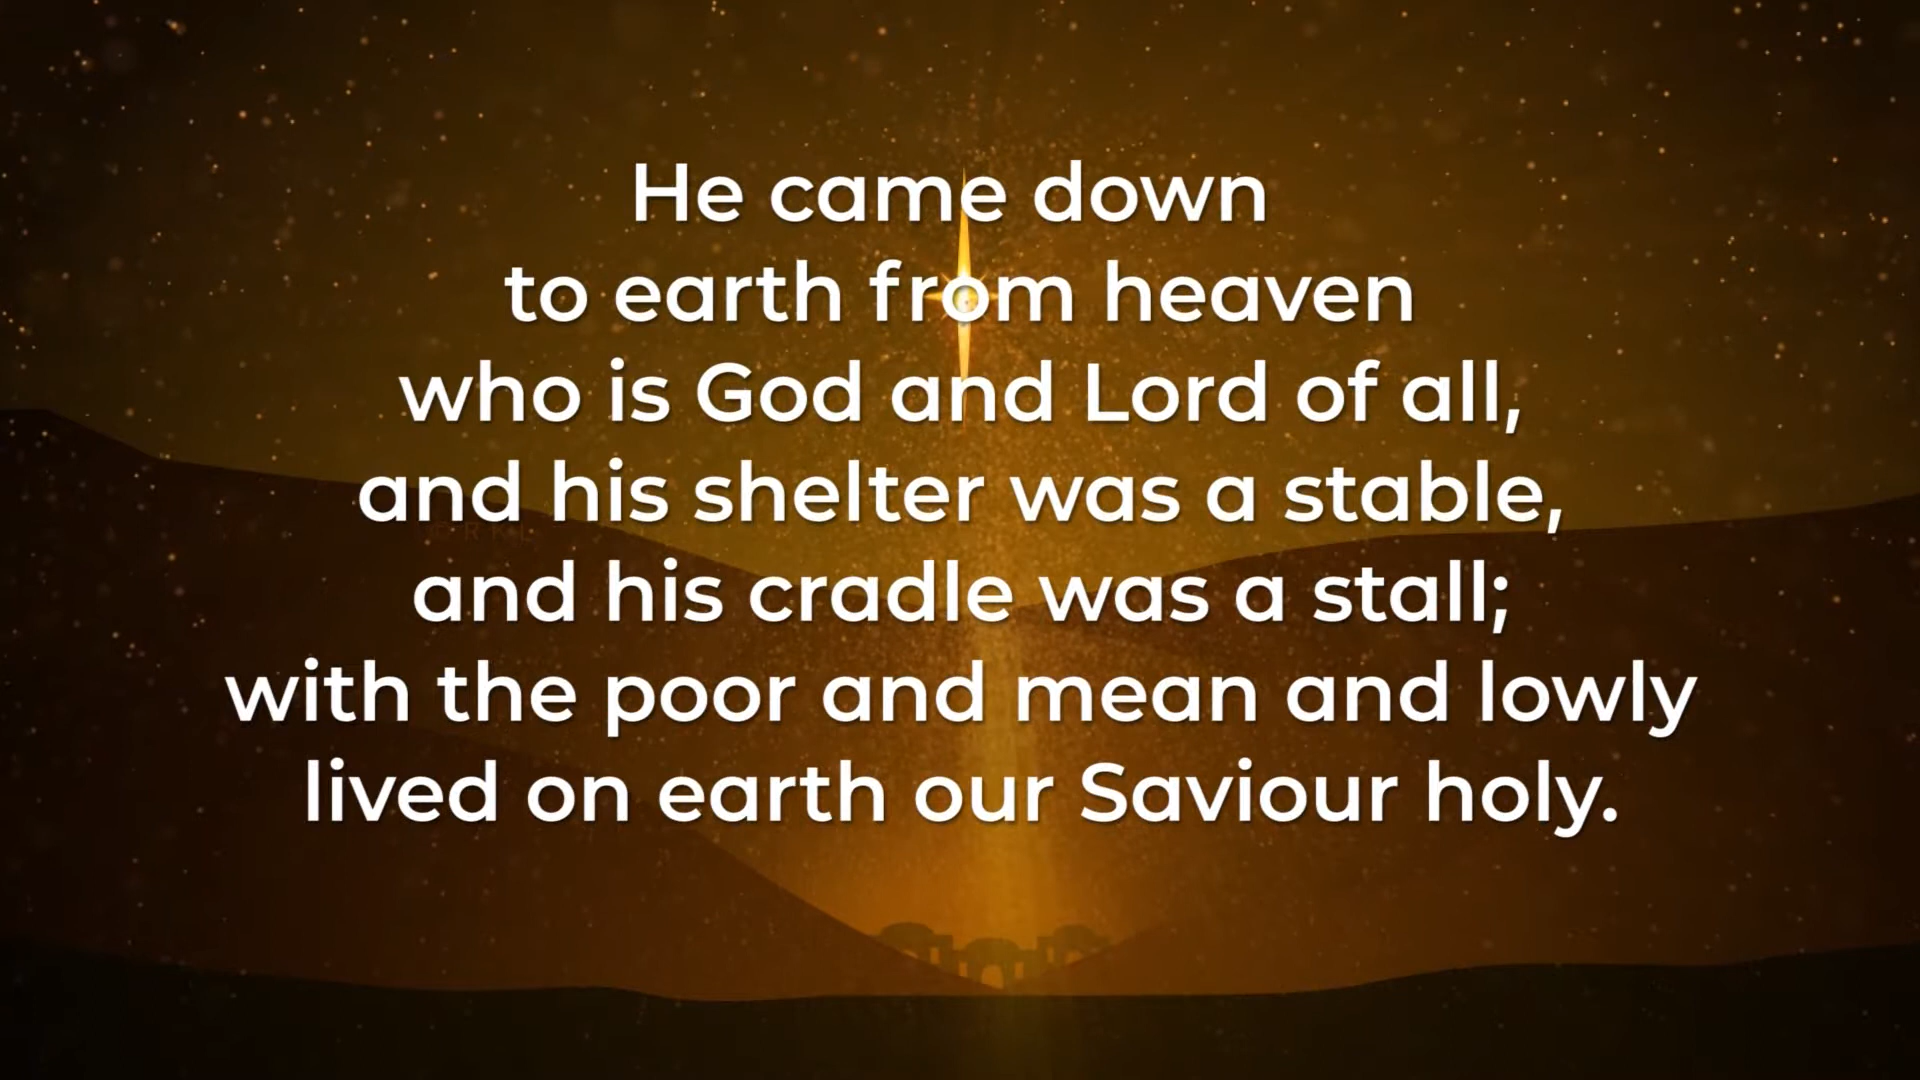 He came down
to earth from heaven
who is God and Lord of all,
and his shelter was a stable,
and his cradle was a stall;
with the poor and mean and lowly
lived on earth our Saviour holy.